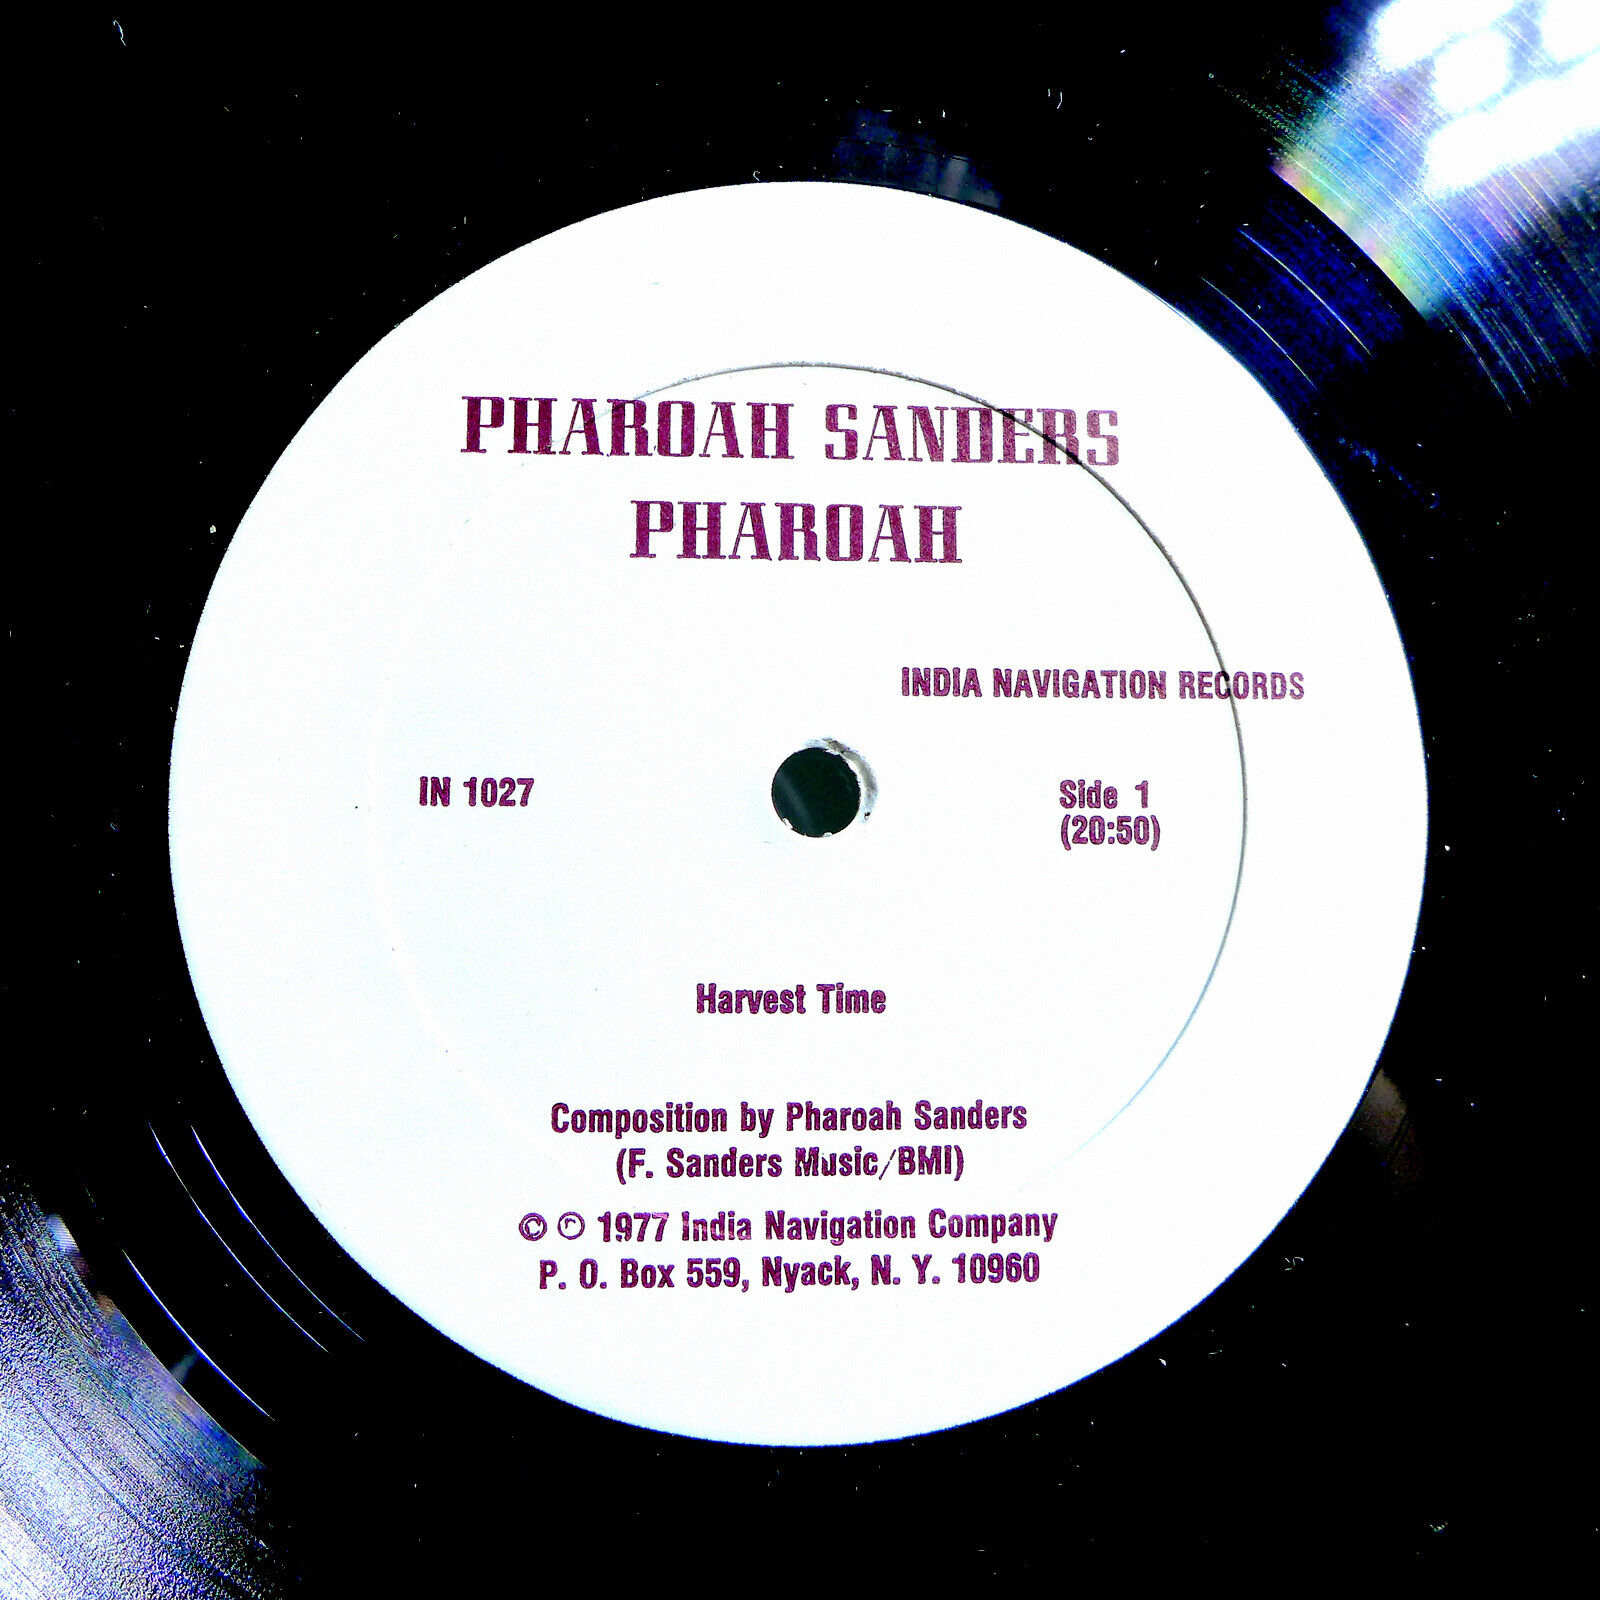 PHAROAH SANDERS
PHAROAH
INDIA NAVIGATION RECORDS
IN 1027
Side 1
(20:50)
Harvest Time
Composition by Pharoah Sanders
(F. Sanders Music/BMI)
© ℗ 1977 India Navigation Company
P. O. Box 559, Nyack, N. Y. 10960